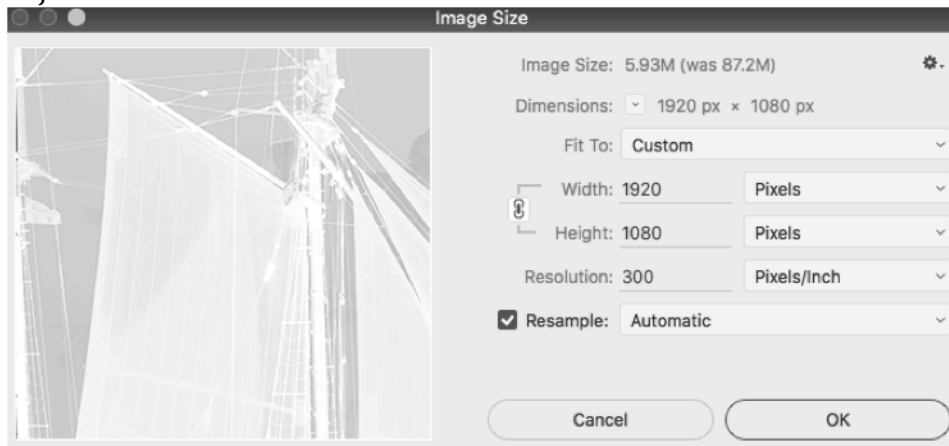 Image Size
Image Size: 5.93M (was 87.2M)
Dimensions: 1920 px × 1080 px
Fit To: Custom
Width: 1920 Pixels
Height: 1080 Pixels
Resolution: 300 Pixels/Inch
Resample: Automatic
Cancel OK